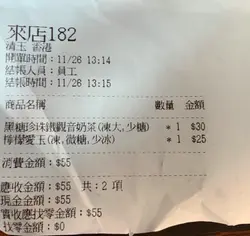 來店182
清玉 香港
開單時間：11/26 13:14
結帳人員：員工
結帳時間：11/26 13:15
商品名稱 數量 金額
黑糖珍珠鐵觀音奶茶(凍大,少糖) * 1 $30
檸檬愛玉(凍,微糖,少冰) * 1 $25
消費金額：$55
應收金額：$55 共：2 項
現金金額：$55
實收應找零金額：$55
找零金額：$0